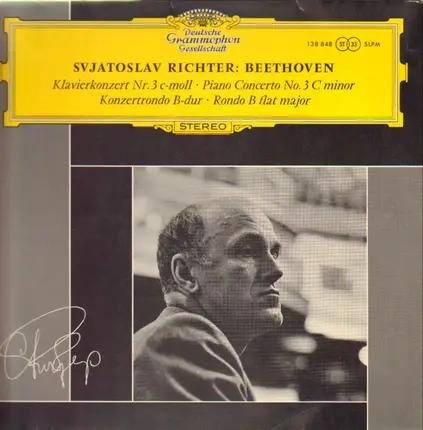 Deutsche
Grammophon
Gesellschaft
138 848 ST 33 SLPM
SVJATOSLAV RICHTER: BEETHOVEN
Klavierkonzert Nr. 3 c-moll · Piano Concerto No. 3 C minor
Konzertrondo B-dur · Rondo B flat major
STEREO